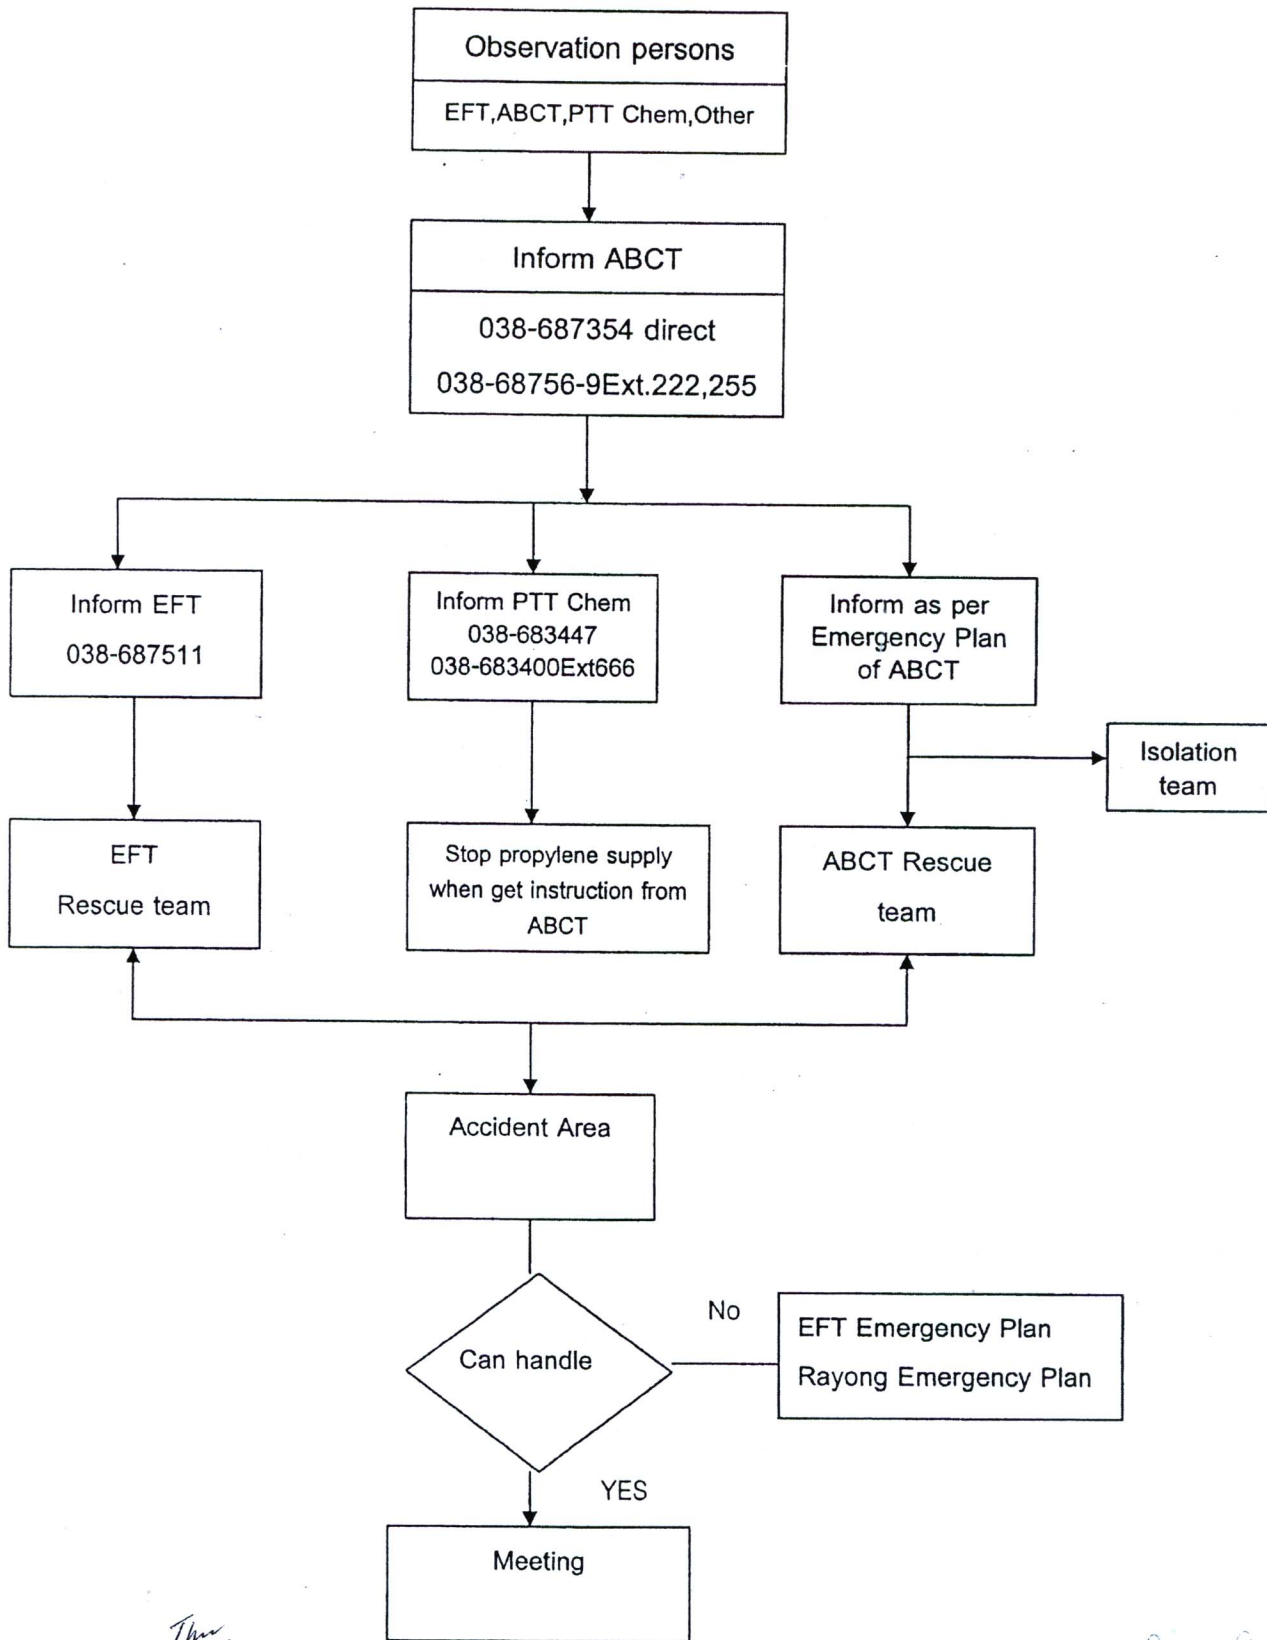 Observation persons
EFT,ABCT,PTT Chem,Other
Inform ABCT
038-687354 direct
038-68756-9Ext.222,255
Inform EFT
038-687511
Inform PTT Chem
038-683447
038-683400Ext666
Inform as per
Emergency Plan
of ABCT
Isolation
team
EFT
Rescue team
Stop propylene supply
when get instruction from
ABCT
ABCT Rescue
team
Accident Area
Can handle
No
EFT Emergency Plan
Rayong Emergency Plan
YES
Meeting